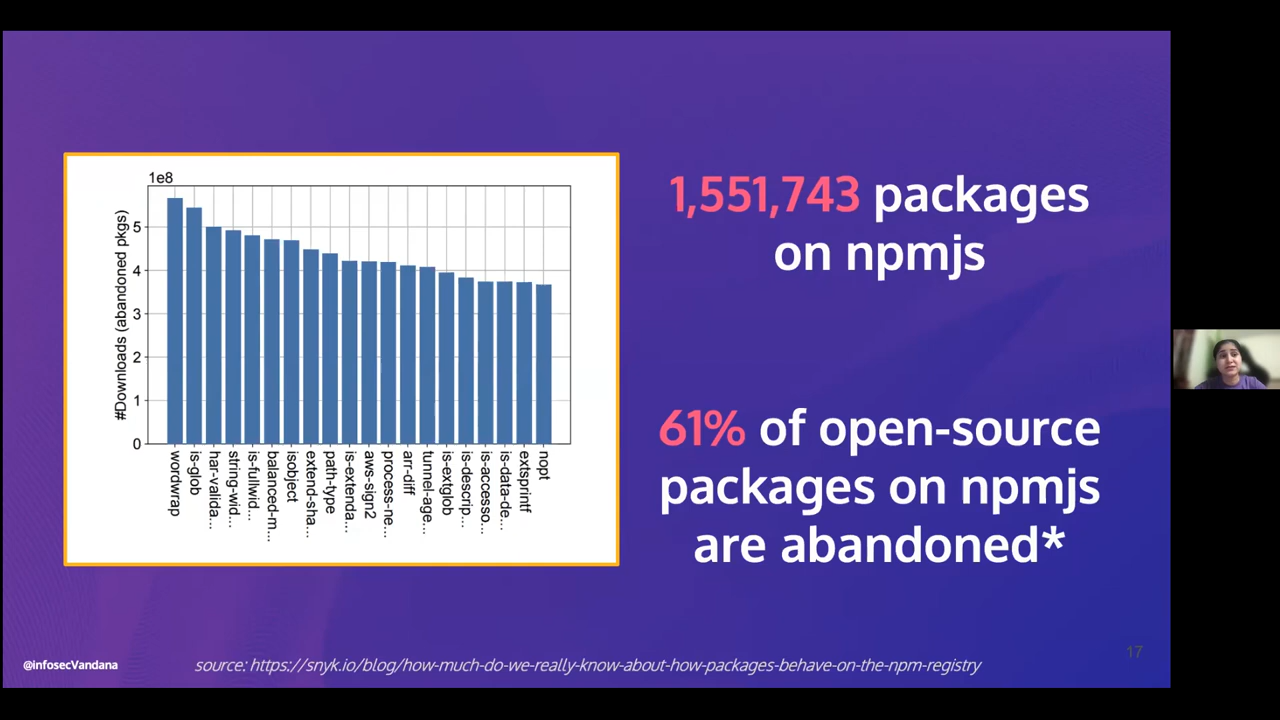 1e8
#Downloads (abandoned pkgs)
5
4
3
2
1
0
wordwrap
is-glob
har-valida...
string-wid...
is-fullwid...
balanced-m...
isobject
extend-sha...
path-type
is-extenda...
aws-sign2
process-ne...
arr-diff
tunnel-age...
is-extglob
is-descrip...
is-accesso...
is-data-de...
extsprintf
nopt
1,551,743 packages
on npmjs
61% of open-source
packages on npmjs
are abandoned*
@infosecVandana
source: https://snyk.io/blog/how-much-do-we-really-know-about-how-packages-behave-on-the-npm-registry
17